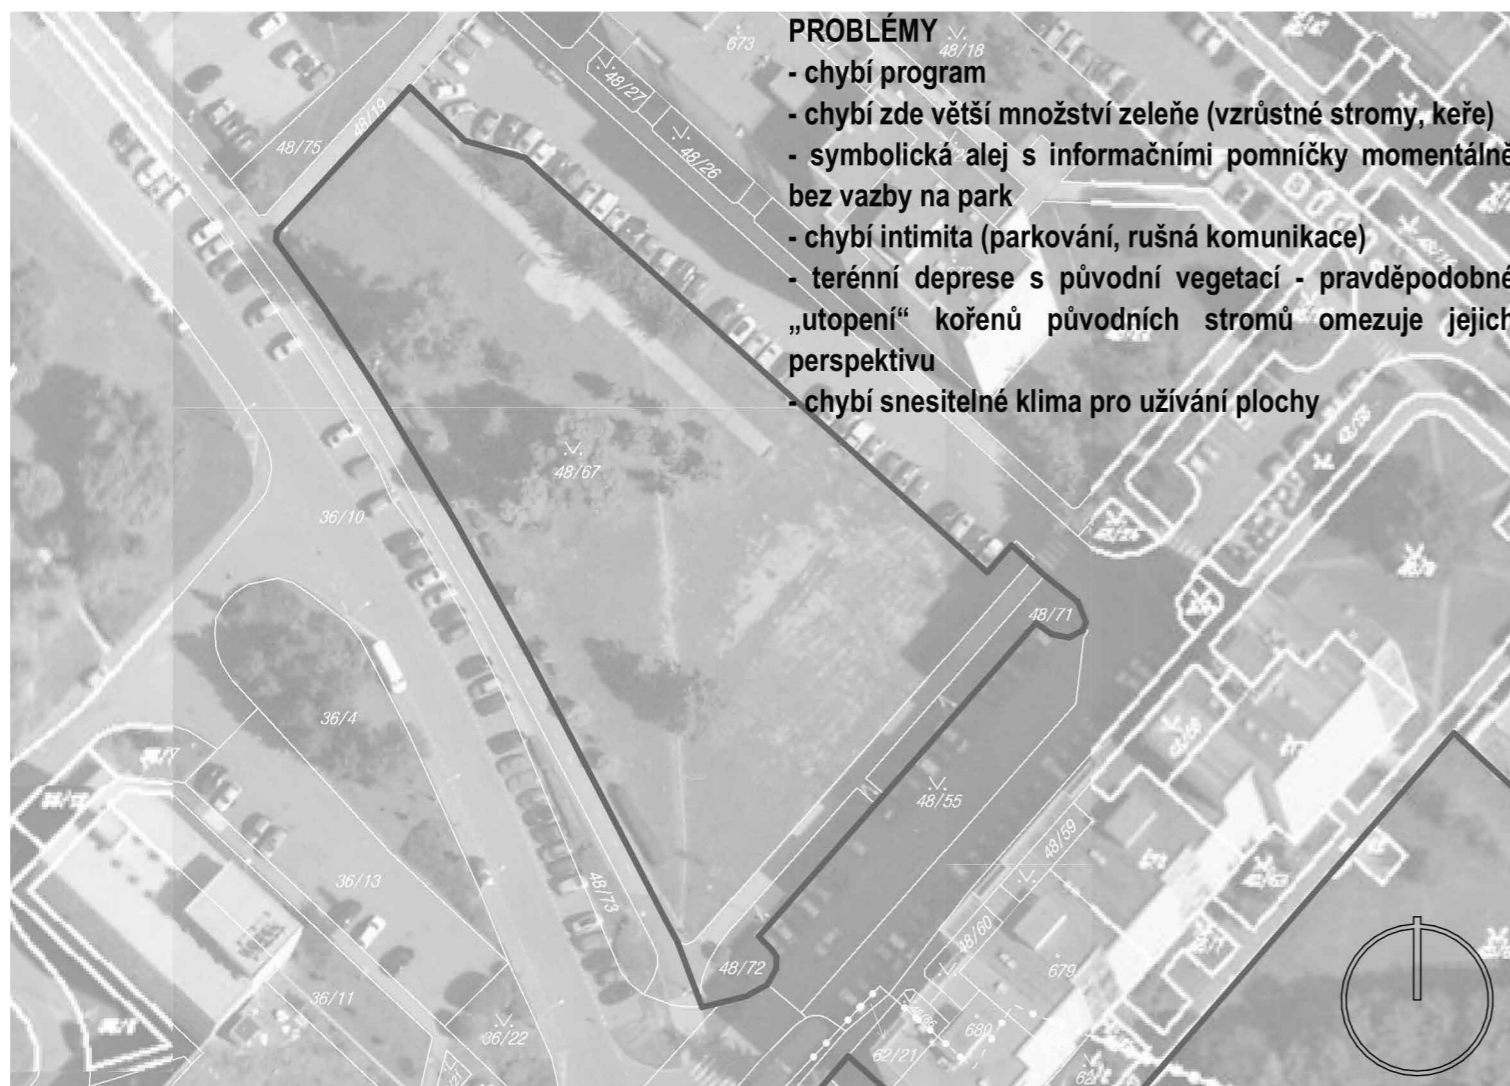 PROBLÉMY
- chybí program
- chybí zde větší množství zeleňe (vzrůstné stromy, keře)
- symbolická alej s informačními pomníčky momentálně
bez vazby na park
- chybí intimita (parkování, rušná komunikace)
- terénní deprese s původní vegetací - pravděpodobné
„utopení“ kořenů původních stromů omezuje jejich
perspektivu
- chybí snesitelné klima pro užívání plochy
673
48/18
48/27
48/19
48/75
48/26
48/67
36/10
48/71
36/4
48/55
48/59
36/13
48/73
48/60
48/72
679
36/11
36/22
680
62/21